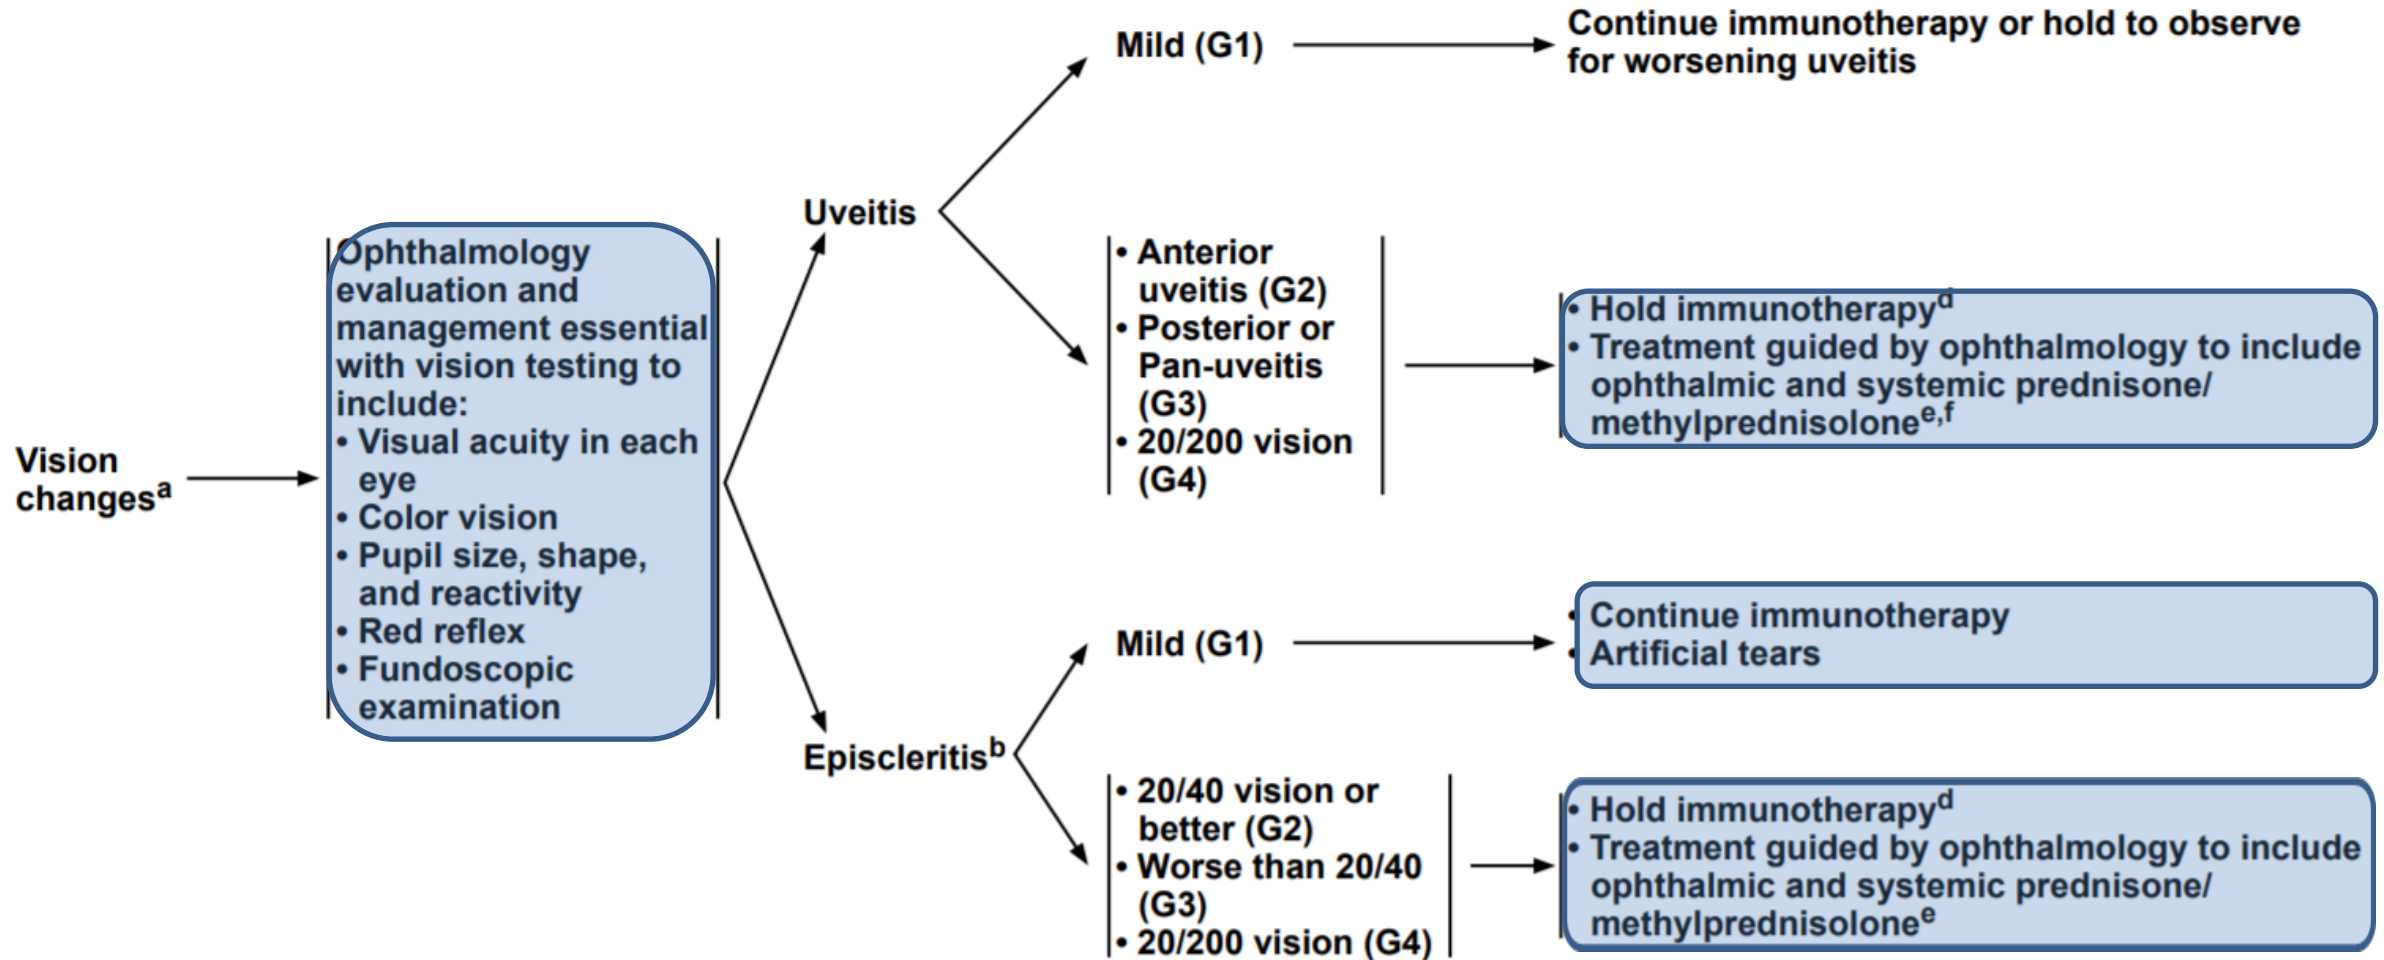 Vision
changesa
Ophthalmology
evaluation and
management essential
with vision testing to
include:
• Visual acuity in each
eye
• Color vision
• Pupil size, shape,
and reactivity
• Red reflex
• Fundoscopic
examination
Uveitis
Mild (G1)
Continue immunotherapy or hold to observe
for worsening uveitis
• Anterior
uveitis (G2)
• Posterior or
Pan-uveitis
(G3)
• 20/200 vision
(G4)
• Hold immunotherapyd
• Treatment guided by ophthalmology to include
ophthalmic and systemic prednisone/
methylprednisolonee,f
Episcleritisb
Mild (G1)
• Continue immunotherapy
• Artificial tears
• 20/40 vision or
better (G2)
• Worse than 20/40
(G3)
• 20/200 vision (G4)
• Hold immunotherapyd
• Treatment guided by ophthalmology to include
ophthalmic and systemic prednisone/
methylprednisolonee